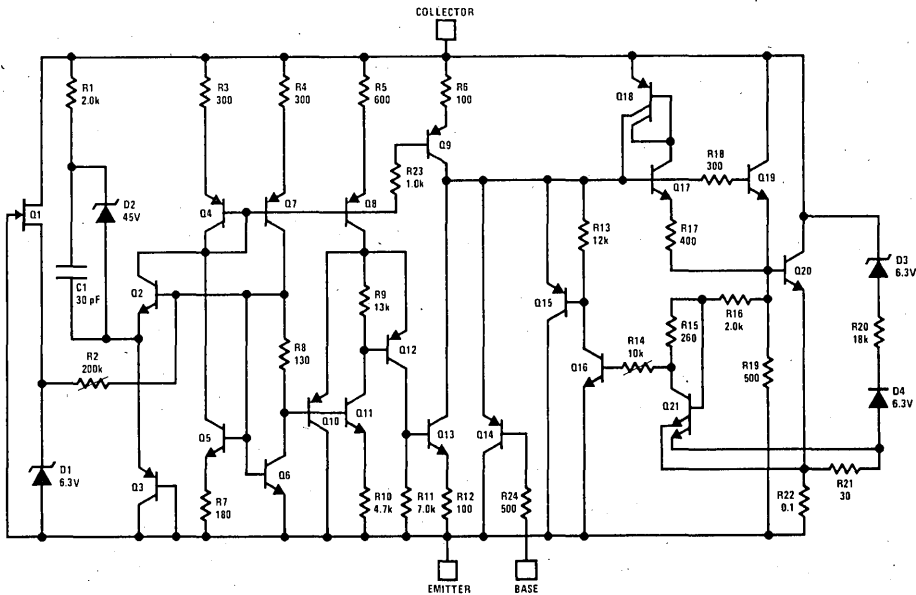 COLLECTOR
R1
2.0k
R3
300
R4
300
R5
600
R6
100
Q9
R23
1.0k
Q18
R18
300
Q19
Q17
Q1
D2
45V
Q4
Q7
Q8
R13
12k
R17
400
Q20
D3
6.3V
C1
30 pF
Q2
R9
13k
Q12
Q15
R16
2.0k
R15
260
R20
18k
R2
200k
R8
130
R14
10k
R19
500
D4
6.3V
Q16
Q21
Q5
Q10
Q11
Q13
Q14
D1
6.3V
Q3
Q6
R7
180
R10
4.7k
R11
7.0k
R12
100
R24
500
R21
30
R22
0.1
EMITTER
BASE